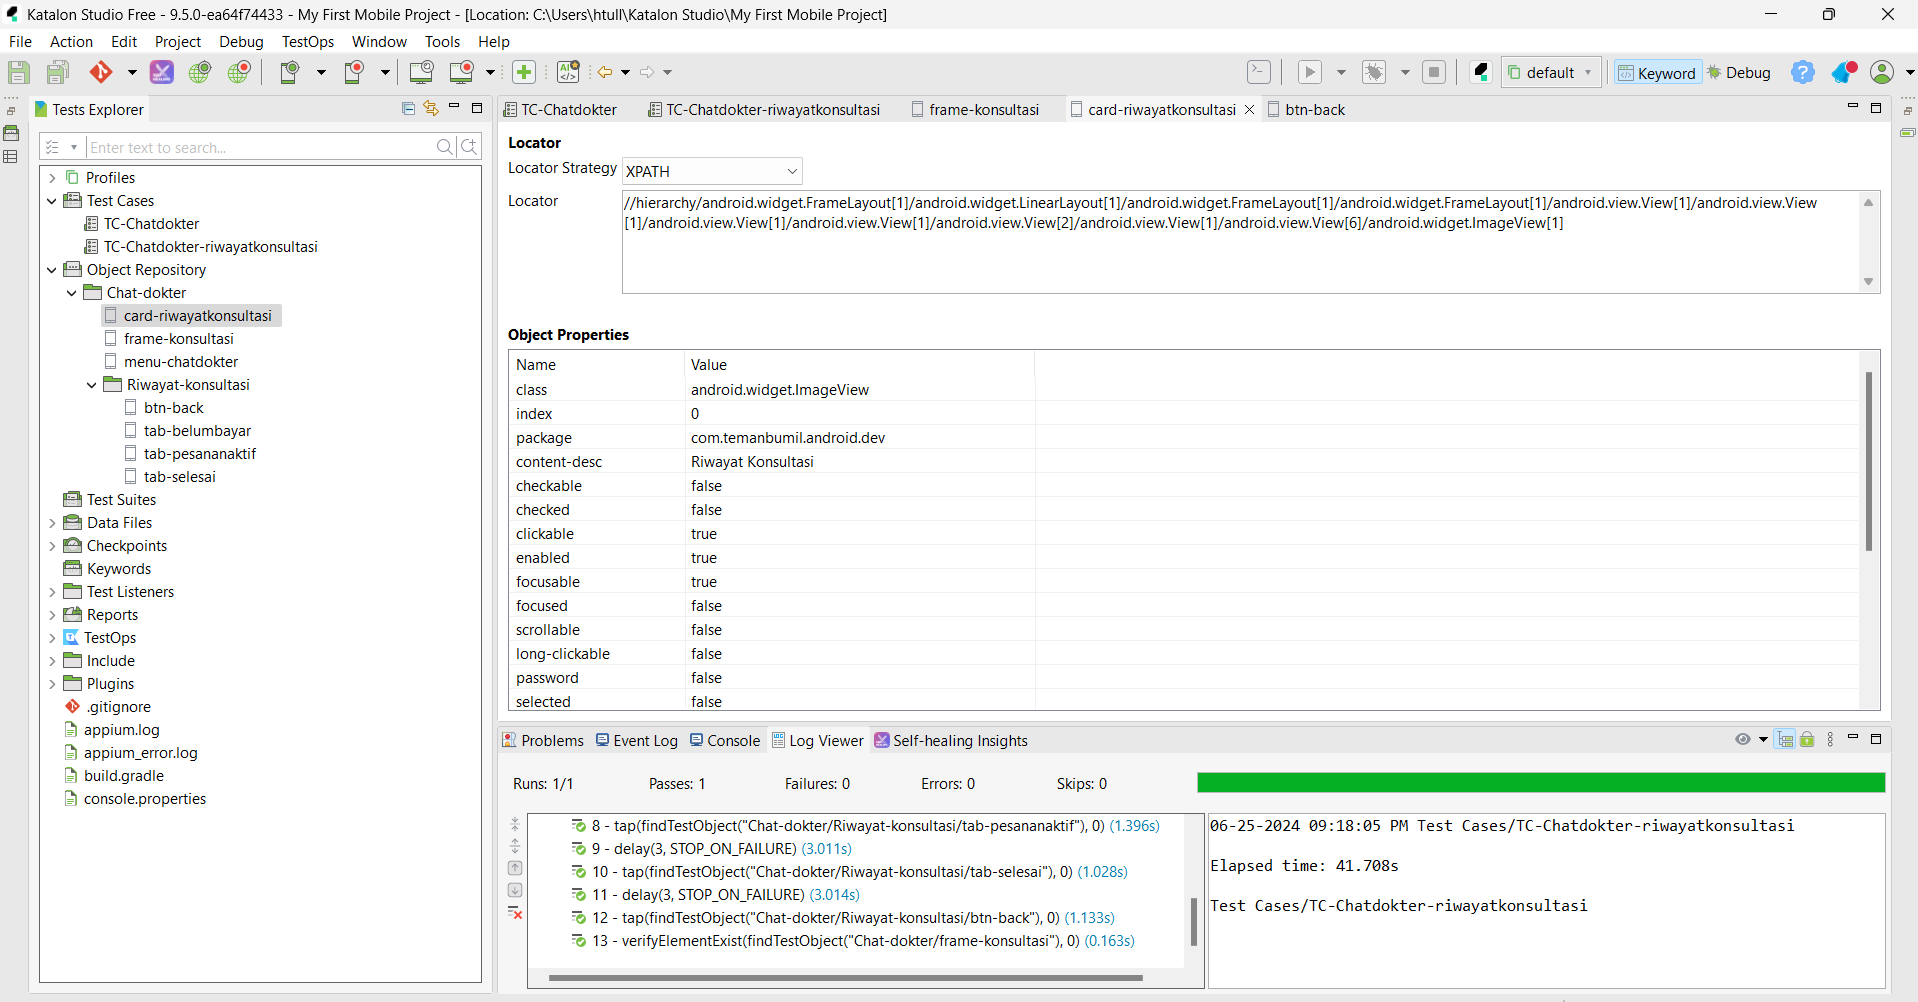 Katalon Studio Free - 9.5.0-ea64f74433 - My First Mobile Project - [Location: C:\Users\htull\Katalon Studio\My First Mobile Project]
File Action Edit Project Debug TestOps Window Tools Help
default Keyword Debug
Tests Explorer
Enter text to search...
Profiles
Test Cases
TC-Chatdokter
TC-Chatdokter-riwayatkonsultasi
Object Repository
Chat-dokter
card-riwayatkonsultasi
frame-konsultasi
menu-chatdokter
Riwayat-konsultasi
btn-back
tab-belumbayar
tab-pesananaktif
tab-selesai
Test Suites
Data Files
Checkpoints
Keywords
Test Listeners
Reports
TestOps
Include
Plugins
.gitignore
appium.log
appium_error.log
build.gradle
console.properties
TC-Chatdokter TC-Chatdokter-riwayatkonsultasi frame-konsultasi card-riwayatkonsultasi btn-back
Locator
Locator Strategy XPATH
Locator
//hierarchy/android.widget.FrameLayout[1]/android.widget.LinearLayout[1]/android.widget.FrameLayout[1]/android.widget.FrameLayout[1]/android.view.View[1]/android.view.View
[1]/android.view.View[1]/android.view.View[1]/android.view.View[2]/android.view.View[1]/android.view.View[6]/android.widget.ImageView[1]
Object Properties
Name Value
class android.widget.ImageView
index 0
package com.temanbumil.android.dev
content-desc Riwayat Konsultasi
checkable false
checked false
clickable true
enabled true
focusable true
focused false
scrollable false
long-clickable false
password false
selected false
Problems Event Log Console Log Viewer Self-healing Insights
Runs: 1/1 Passes: 1 Failures: 0 Errors: 0 Skips: 0
8 - tap(findTestObject("Chat-dokter/Riwayat-konsultasi/tab-pesananaktif"), 0) (1.396s)
9 - delay(3, STOP_ON_FAILURE) (3.011s)
10 - tap(findTestObject("Chat-dokter/Riwayat-konsultasi/tab-selesai"), 0) (1.028s)
11 - delay(3, STOP_ON_FAILURE) (3.014s)
12 - tap(findTestObject("Chat-dokter/Riwayat-konsultasi/btn-back"), 0) (1.133s)
13 - verifyElementExist(findTestObject("Chat-dokter/frame-konsultasi"), 0) (0.163s)
06-25-2024 09:18:05 PM Test Cases/TC-Chatdokter-riwayatkonsultasi
Elapsed time: 41.708s
Test Cases/TC-Chatdokter-riwayatkonsultasi